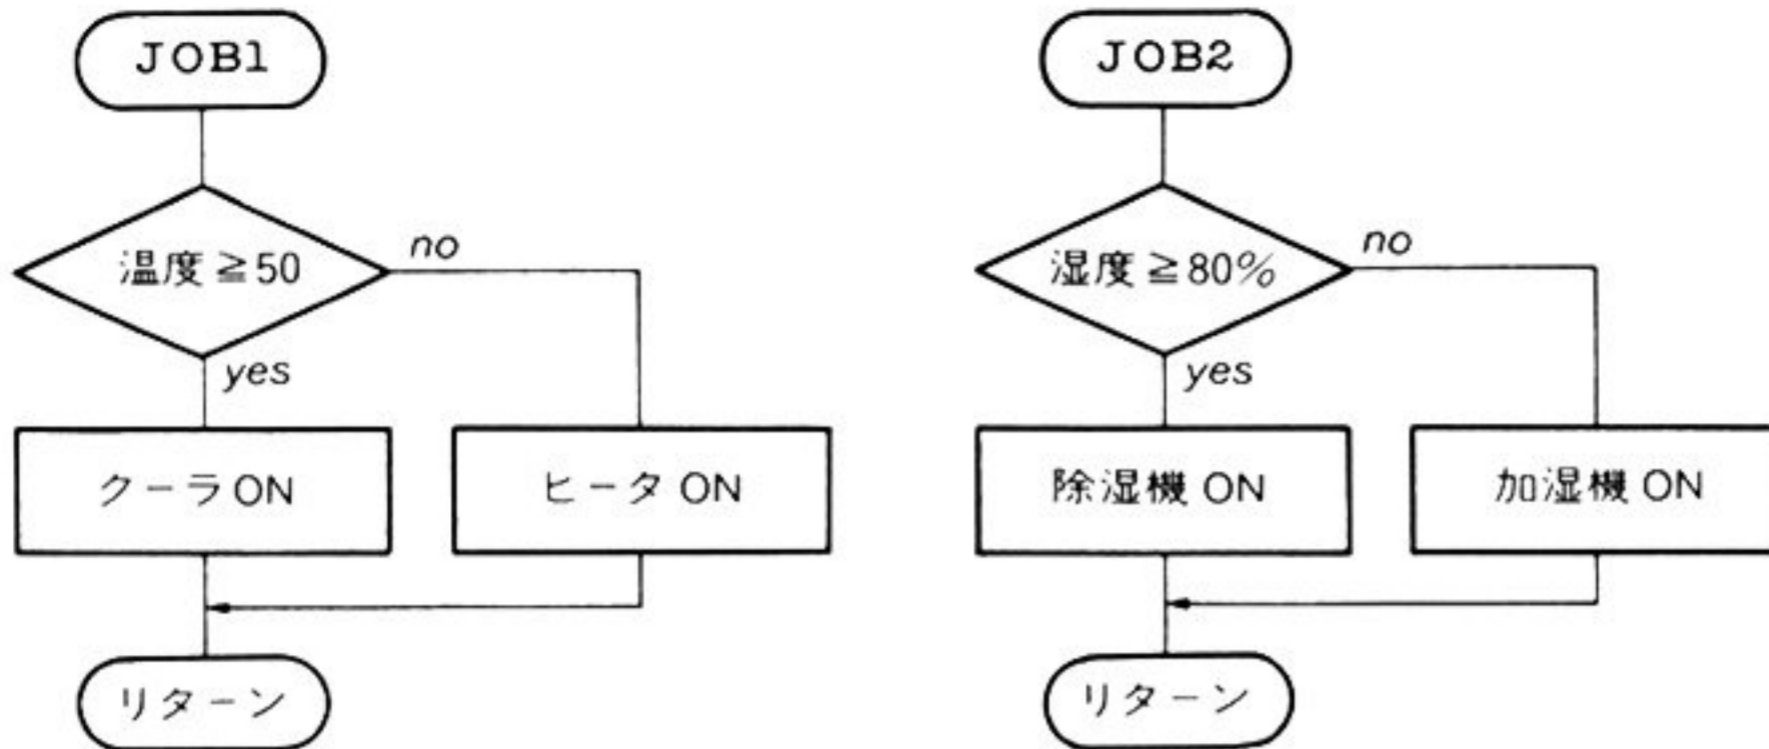 JOB1
温度≧50
no
yes
クーラON
ヒータON
リターン
JOB2
湿度≧80%
no
yes
除湿機ON
加湿機ON
リターン